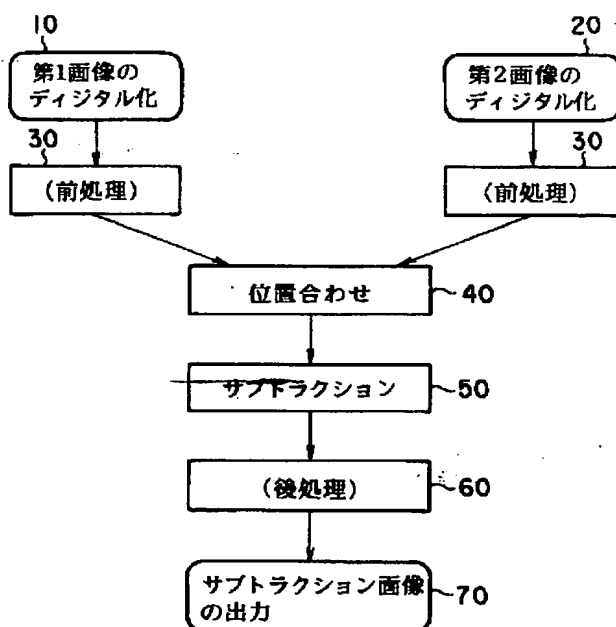 10
20
第1画像の
ディジタル化
第2画像の
ディジタル化
30
30
(前処理)
(前処理)
位置合わせ
40
サブトラクション
50
(後処理)
60
サブトラクション画像
の出力
70